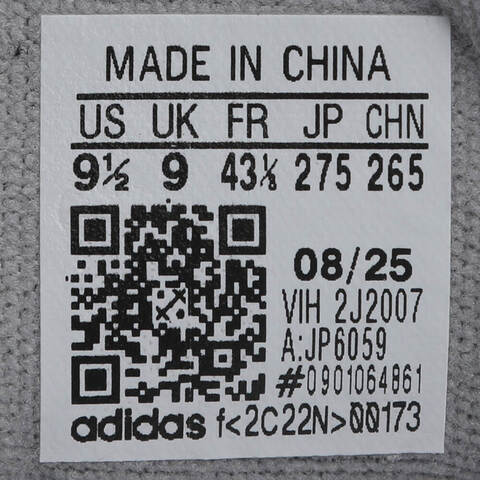 MADE IN CHINA
US UK FR JP CHN
9½ 9 43⅓ 275 265
08/25
VIH 2J2007
A:JP6059
#0901064861
adidas f<2C22N>00173